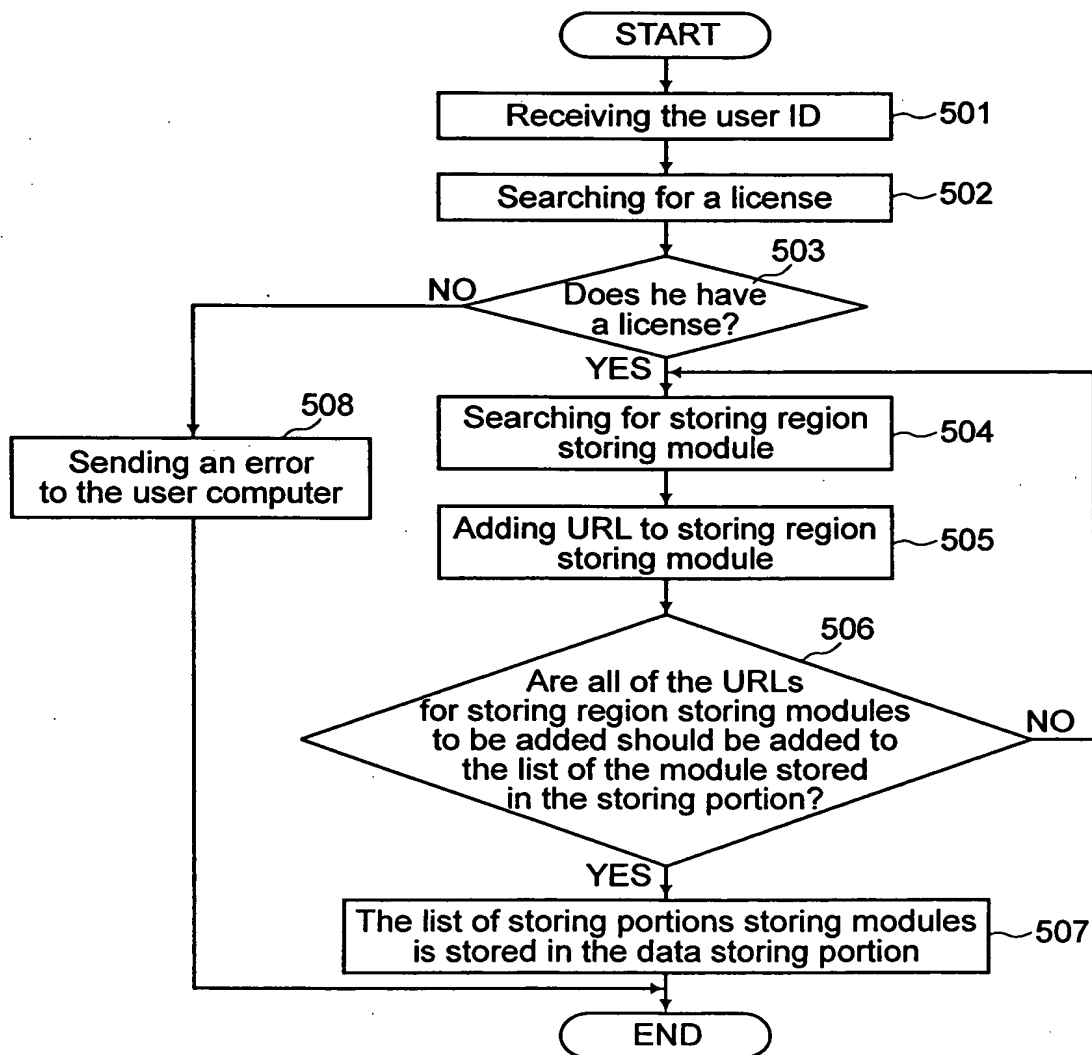 START
Receiving the user ID
501
Searching for a license
502
503
NO
Does he have
a license?
YES
508
Searching for storing region
storing module
504
Sending an error
to the user computer
Adding URL to storing region
storing module
505
506
Are all of the URLs
for storing region storing modules
to be added should be added to
the list of the module stored
in the storing portion?
NO
YES
The list of storing portions storing modules
is stored in the data storing portion
507
END